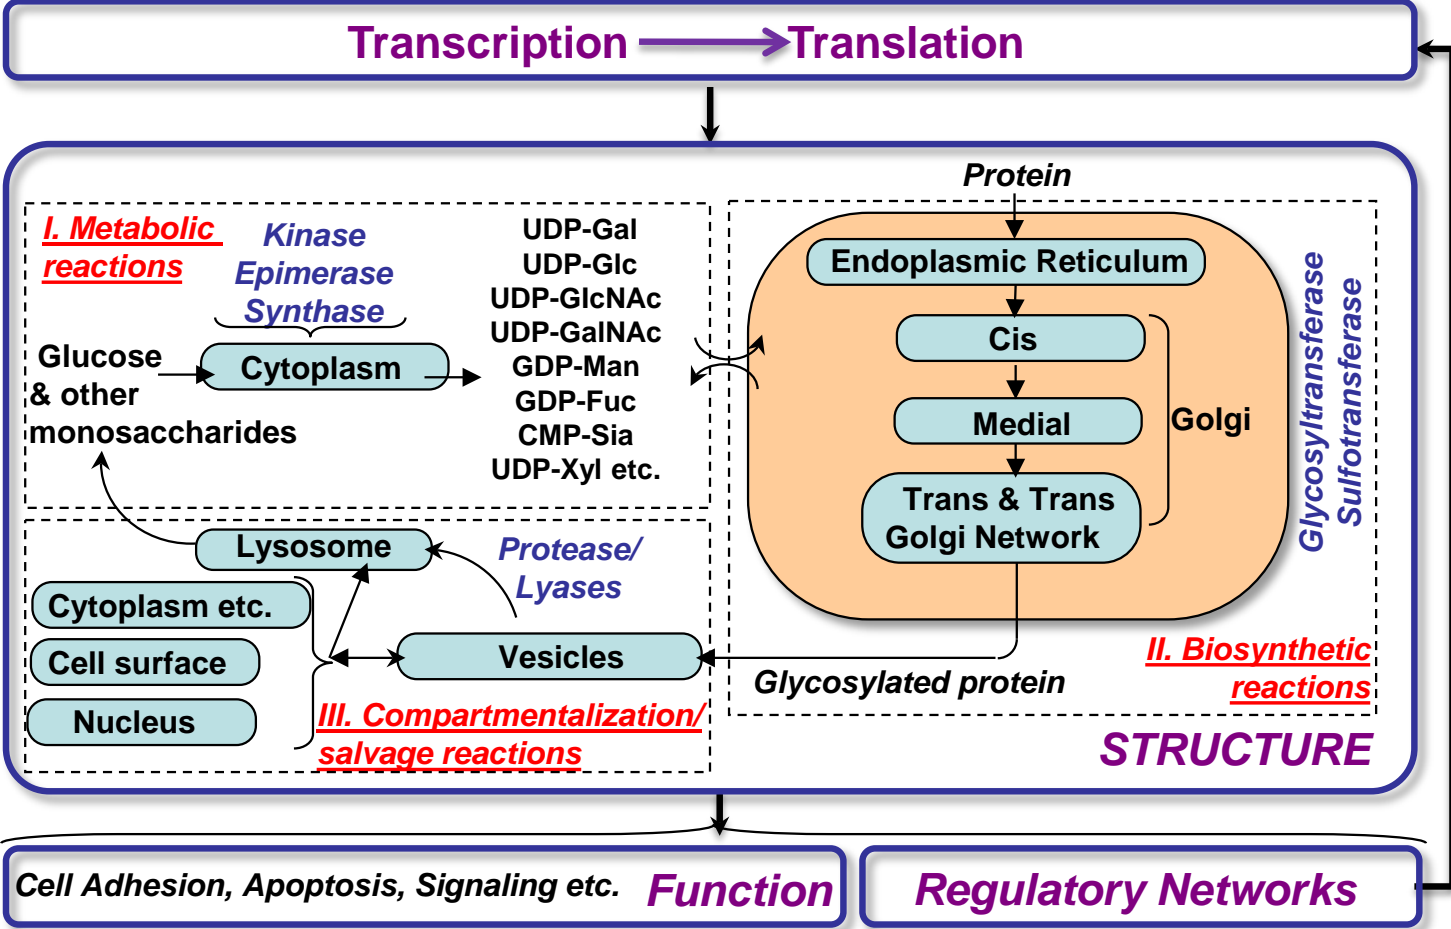 Transcription Translation
Protein
I. Metabolic
reactions
Kinase
Epimerase
Synthase
Glucose
& other
monosaccharides
Cytoplasm
UDP-Gal
UDP-Glc
UDP-GlcNAc
UDP-GalNAc
GDP-Man
GDP-Fuc
CMP-Sia
UDP-Xyl etc.
Endoplasmic Reticulum
Cis
Medial
Trans & Trans
Golgi Network
Golgi
Glycosyltransferase
Sulfotransferase
II. Biosynthetic
reactions
Glycosylated protein
Lysosome
Protease/
Lyases
Cytoplasm etc.
Cell surface
Nucleus
Vesicles
III. Compartmentalization/
salvage reactions
STRUCTURE
Cell Adhesion, Apoptosis, Signaling etc. Function
Regulatory Networks